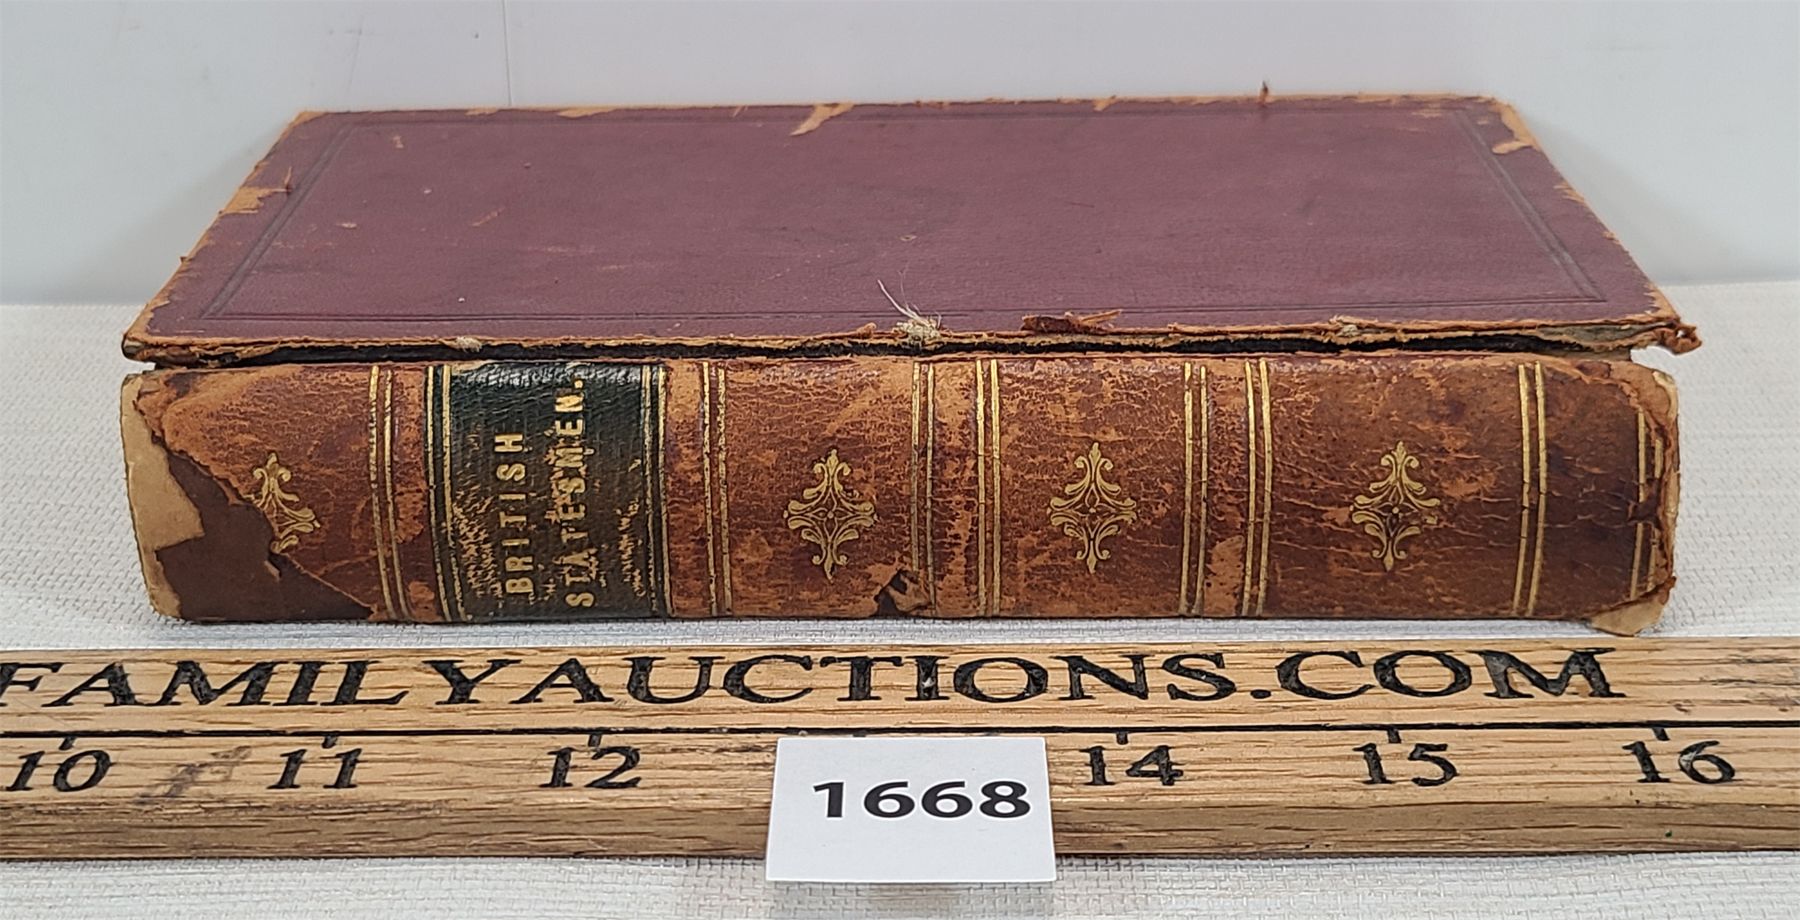 BRITISH
STATESMEN.
FAMILYAUCTIONS.COM
10 11 12 14 15 16
1668